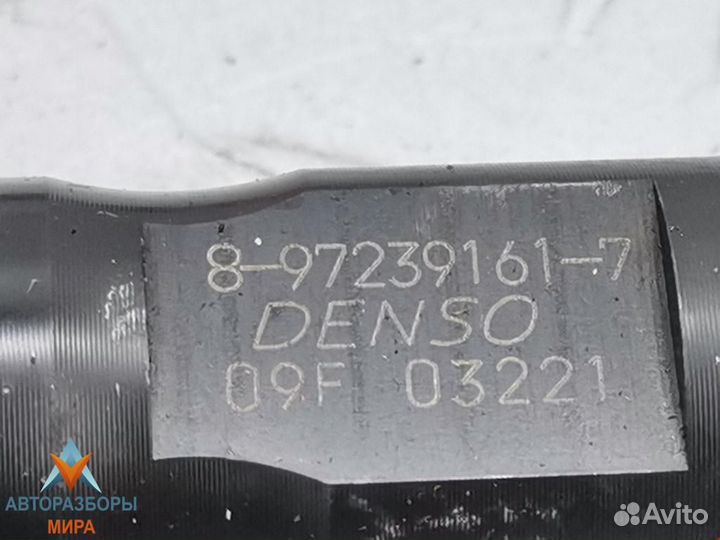 8-97239161-7
DENSO
09F 03221
АВТОРАЗБОРЫ
МИРА
Avito